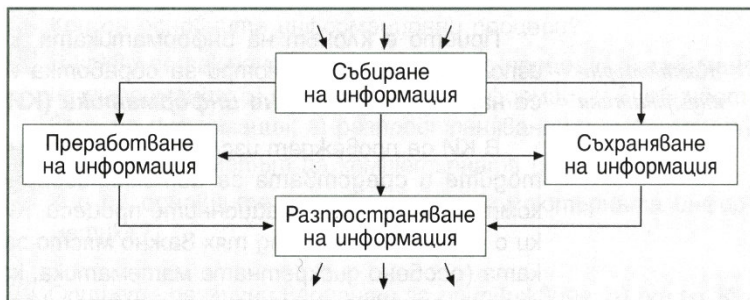 Събиране
на информация
Преработване
на информация
Съхраняване
на информация
Разпространяване
на информация